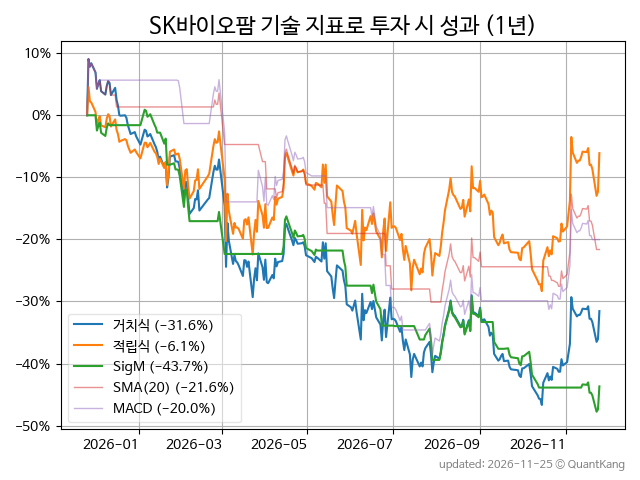 SK바이오팜 기술 지표로 투자 시 성과 (1년)
10%
0%
−10%
−20%
−30%
−40%
−50%
거치식 (−31.6%)
적립식 (−6.1%)
SigM (−43.7%)
SMA(20) (−21.6%)
MACD (−20.0%)
2026-01 2026-03 2026-05 2026-07 2026-09 2026-11
updated: 2026-11-25 © QuantKang